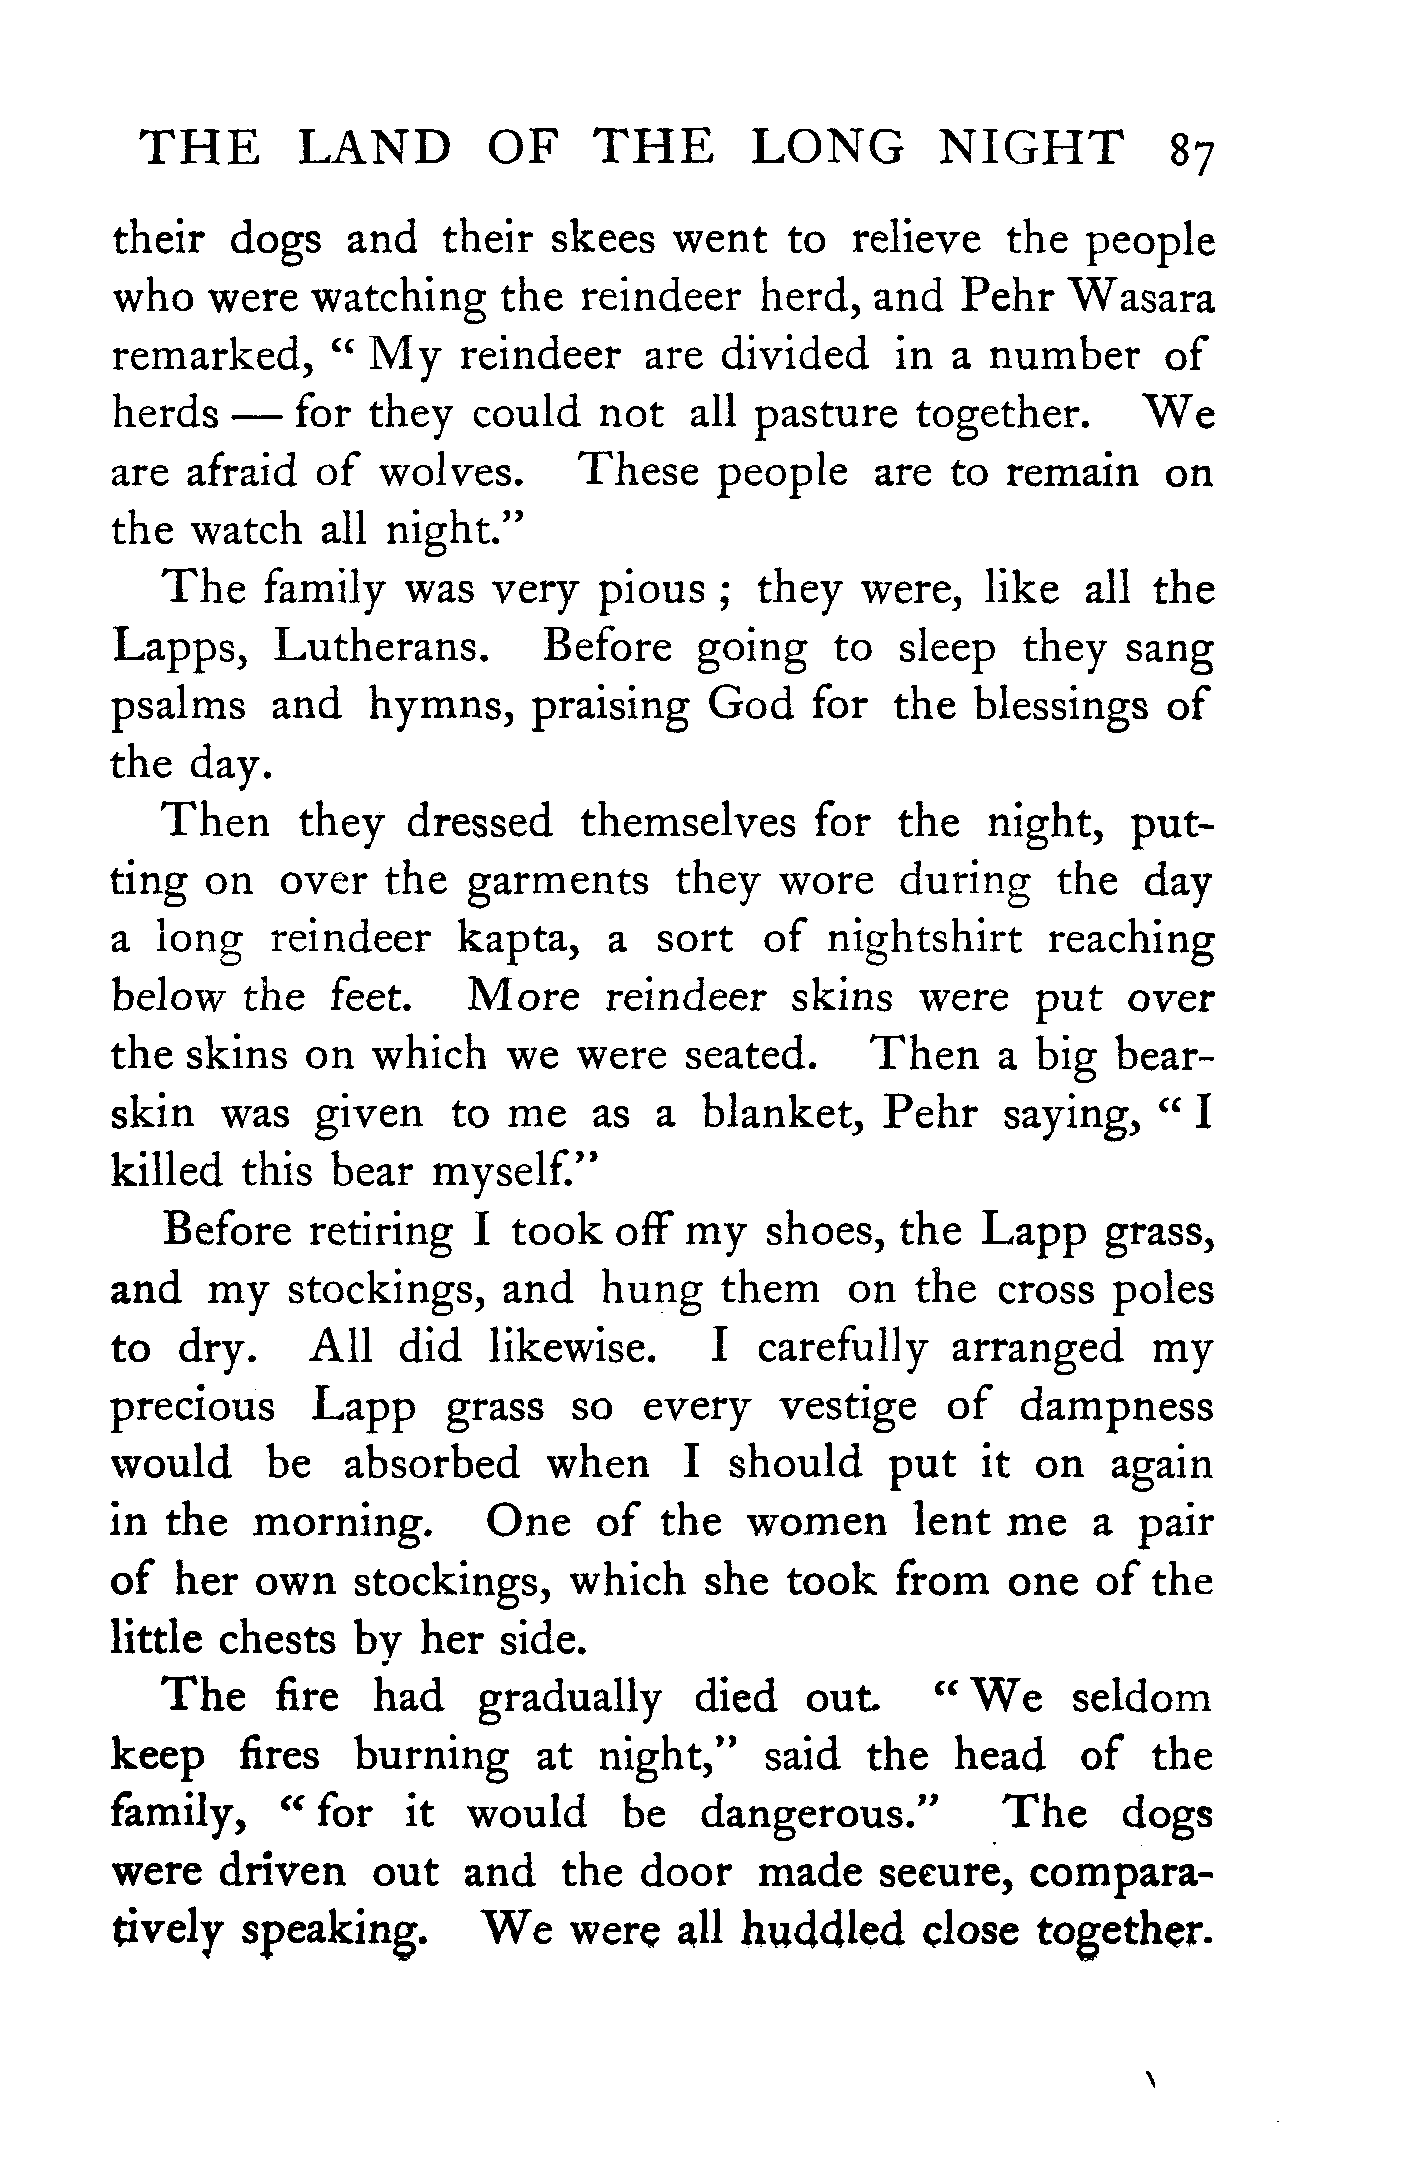 THE LAND OF THE LONG NIGHT 87
their dogs and their skees went to relieve the people
who were watching the reindeer herd, and Pehr Wasara
remarked, “ My reindeer are divided in a number of
herds — for they could not all pasture together. We
are afraid of wolves. These people are to remain on
the watch all night.”
The family was very pious ; they were, like all the
Lapps, Lutherans. Before going to sleep they sang
psalms and hymns, praising God for the blessings of
the day.
Then they dressed themselves for the night, put-
ting on over the garments they wore during the day
a long reindeer kapta, a sort of nightshirt reaching
below the feet. More reindeer skins were put over
the skins on which we were seated. Then a big bear-
skin was given to me as a blanket, Pehr saying, “ I
killed this bear myself.”
Before retiring I took off my shoes, the Lapp grass,
and my stockings, and hung them on the cross poles
to dry. All did likewise. I carefully arranged my
precious Lapp grass so every vestige of dampness
would be absorbed when I should put it on again
in the morning. One of the women lent me a pair
of her own stockings, which she took from one of the
little chests by her side.
The fire had gradually died out. “ We seldom
keep fires burning at night,” said the head of the
family, “ for it would be dangerous.” The dogs
were driven out and the door made secure, compara-
tively speaking. We were all huddled close together.